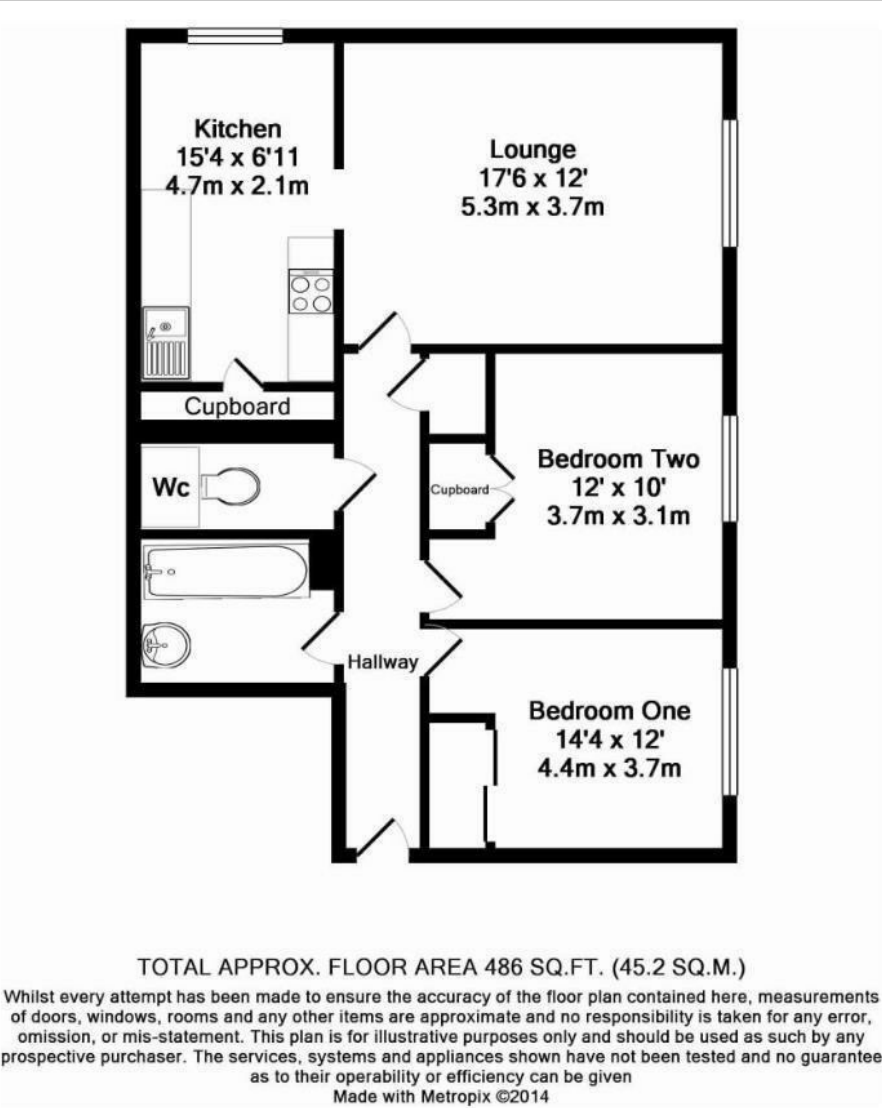 Kitchen
15'4 x 6'11
4.7m x 2.1m
Lounge
17'6 x 12'
5.3m x 3.7m
Cupboard
Wc
Cupboard
Bedroom Two
12' x 10'
3.7m x 3.1m
Hallway
Bedroom One
14'4 x 12'
4.4m x 3.7m
TOTAL APPROX. FLOOR AREA 486 SQ.FT. (45.2 SQ.M.)
Whilst every attempt has been made to ensure the accuracy of the floor plan contained here, measurements
of doors, windows, rooms and any other items are approximate and no responsibility is taken for any error,
omission, or mis-statement. This plan is for illustrative purposes only and should be used as such by any
prospective purchaser. The services, systems and appliances shown have not been tested and no guarantee
as to their operability or efficiency can be given
Made with Metropix ©2014